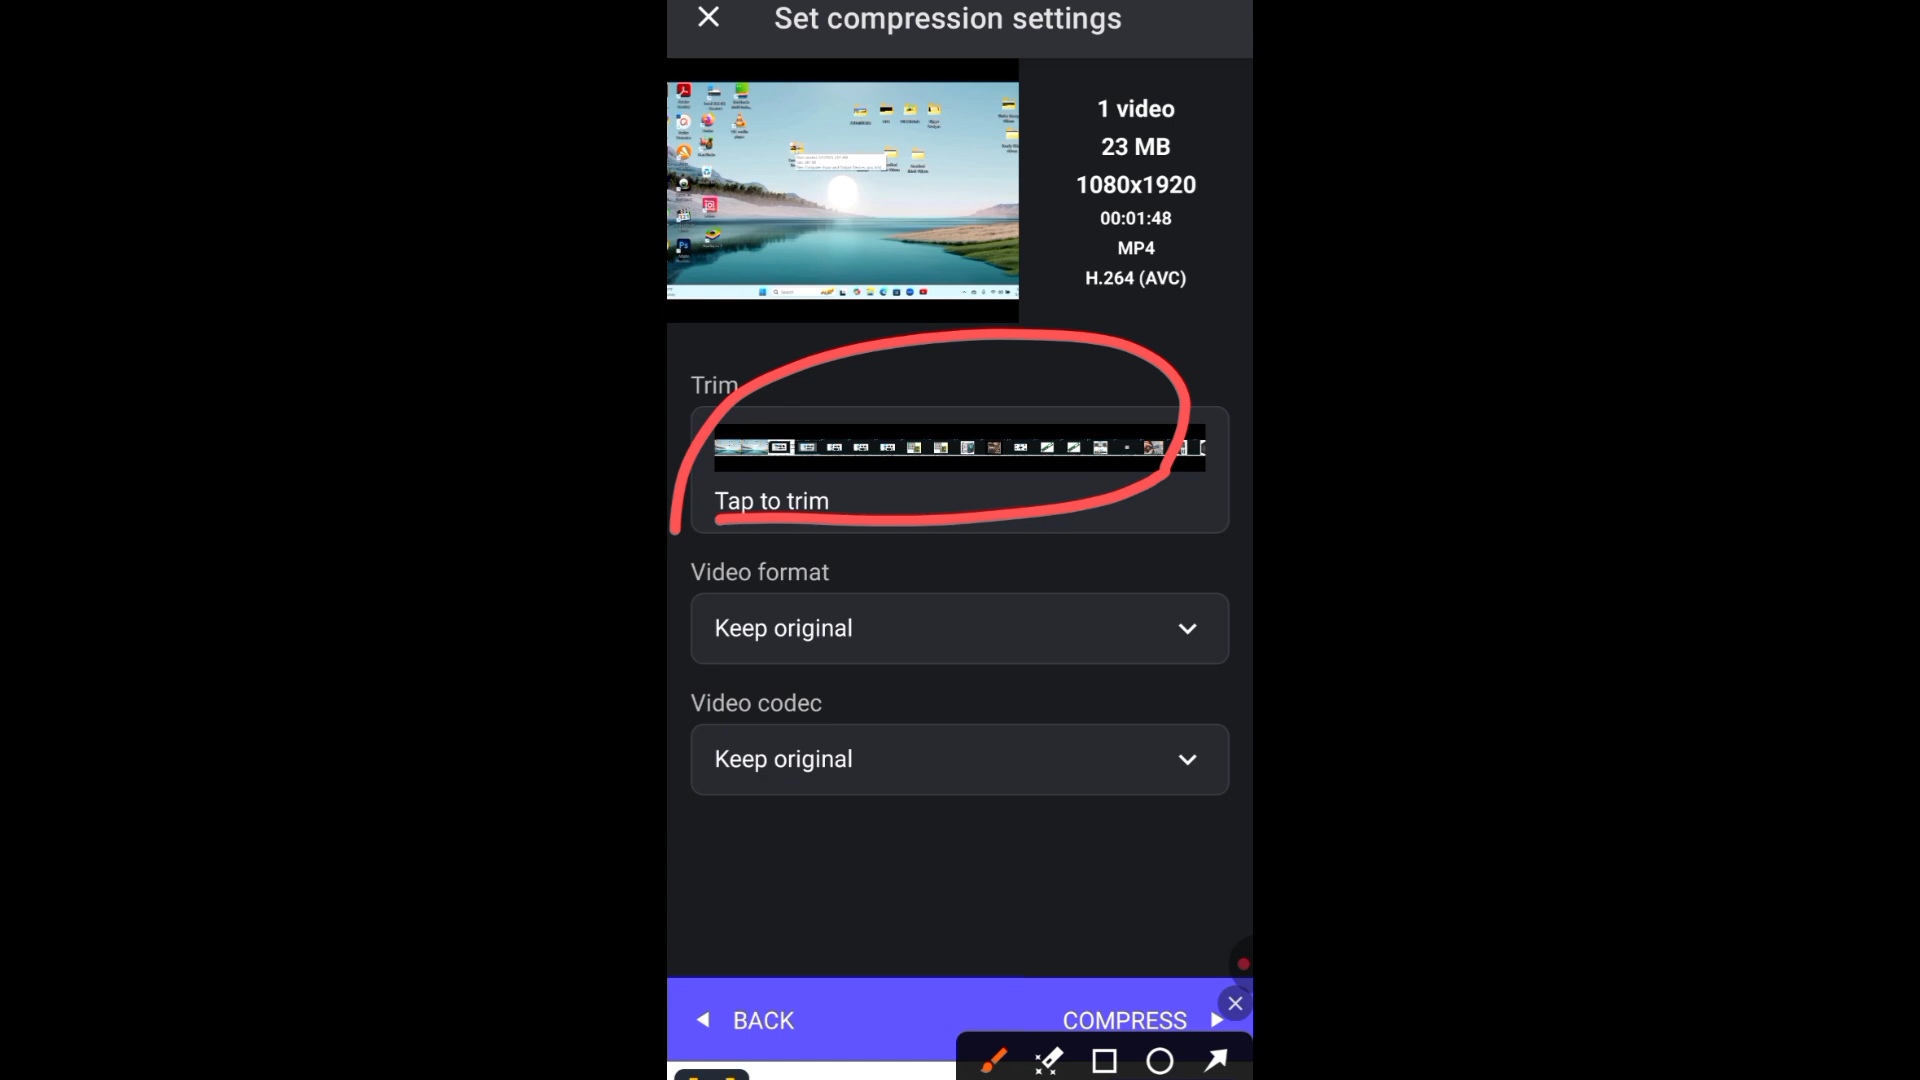 Set compression settings
1 video
23 MB
1080x1920
00:01:48
MP4
H.264 (AVC)
Trim
Tap to trim
Video format
Keep original
Video codec
Keep original
BACK
COMPRESS